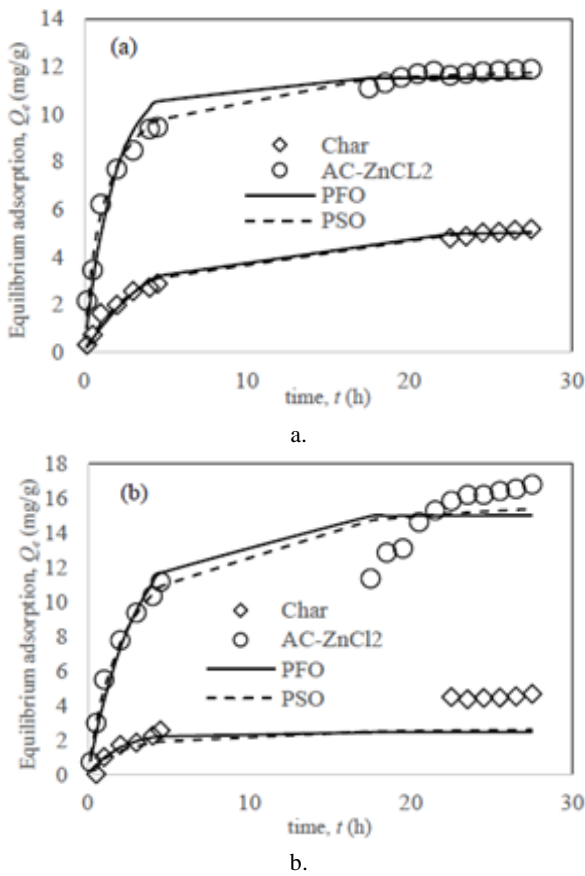 14
12
10
8
6
4
2
0
Equilibrium adsorption, Qe (mg/g)
(a)
Char
AC-ZnCL2
PFO
PSO
0 10 20 30
time, t (h)
a.
18
16
14
12
10
8
6
4
2
0
Equilibrium adsorption, Qe (mg/g)
(b)
Char
AC-ZnCl2
PFO
PSO
0 10 20 30
time, t (h)
b.